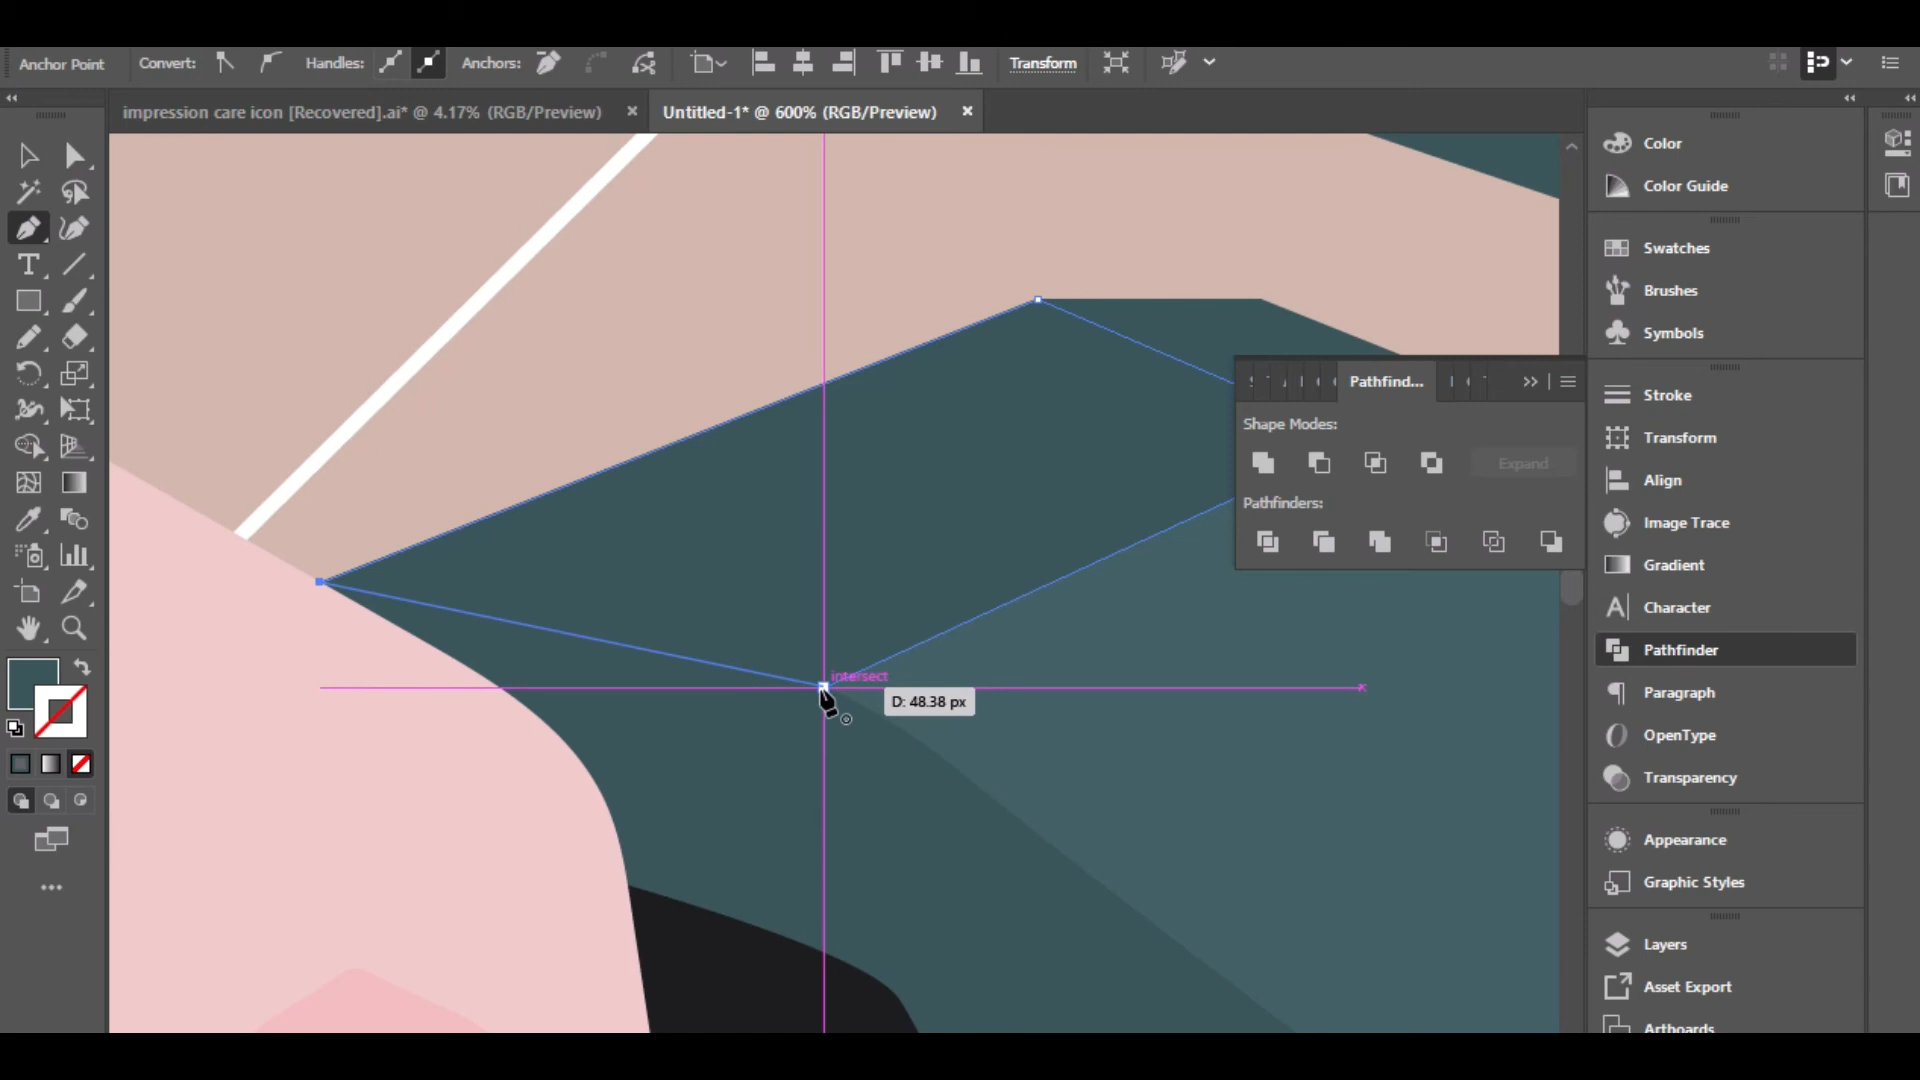 Anchor Point Convert: Handles: Anchors: Transform
impression care icon [Recovered].ai* @ 4.17% (RGB/Preview) × Untitled-1* @ 600% (RGB/Preview) ×
Color
Color Guide
Swatches
Brushes
Symbols
Pathfind...
Shape Modes:
Expand
Pathfinders:
Stroke
Transform
Align
Image Trace
Gradient
Character
Pathfinder
Paragraph
OpenType
Transparency
Appearance
Graphic Styles
Layers
Asset Export
Artboards
intersect
D: 48.38 px